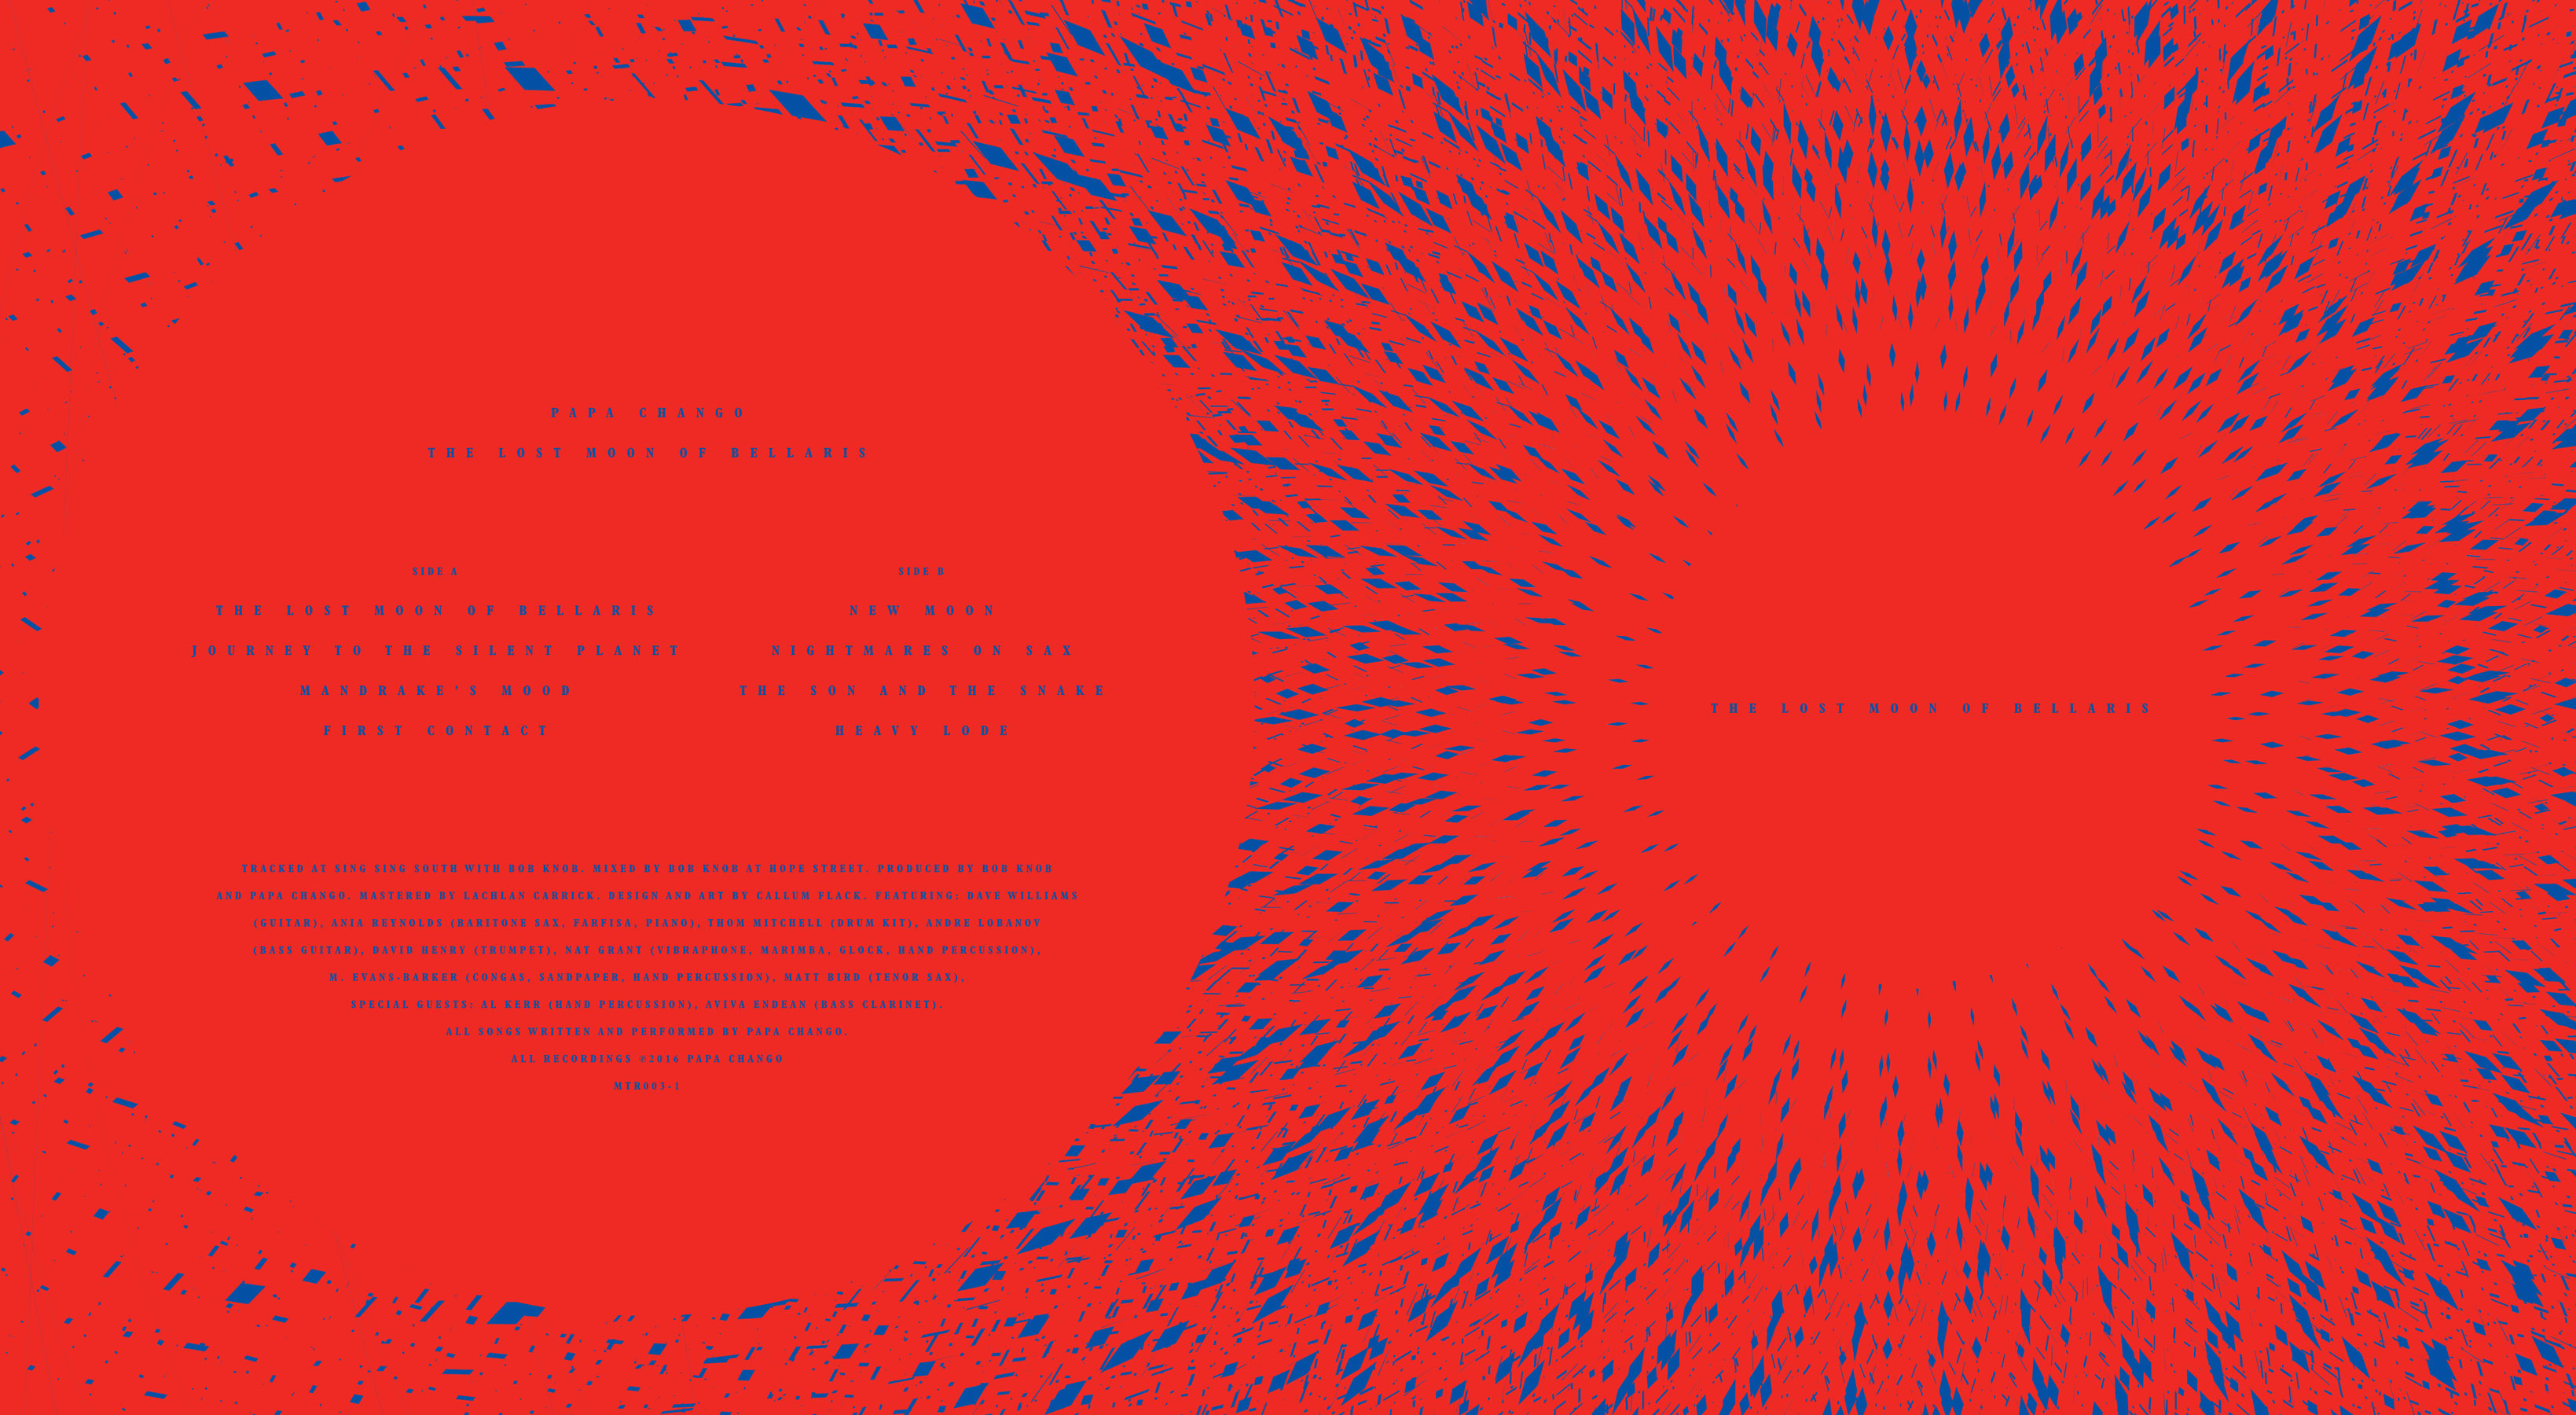 PAPA CHANGO
THE LOST MOON OF BELLARIS
SIDE A
THE LOST MOON OF BELLARIS
JOURNEY TO THE SILENT PLANET
MANDRAKE'S MOOD
FIRST CONTACT
SIDE B
NEW MOON
NIGHTMARES ON SAX
THE SON AND THE SNAKE
HEAVY LODE
TRACKED AT SING SING SOUTH WITH BOB KNOB. MIXED BY BOB KNOB AT HOPE STREET. PRODUCED BY BOB KNOB
AND PAPA CHANGO. MASTERED BY LACHLAN CARRICK. DESIGN AND ART BY CALLUM FLACK. FEATURING: DAVE WILLIAMS
(GUITAR), ANIA REYNOLDS (BARITONE SAX, FARFISA, PIANO), THOM MITCHELL (DRUM KIT), ANDRE LOBANOV
(BASS GUITAR), DAVID HENRY (TRUMPET), NAT GRANT (VIBRAPHONE, MARIMBA, GLOCK, HAND PERCUSSION),
M. EVANS-BARKER (CONGAS, SANDPAPER, HAND PERCUSSION), MATT BIRD (TENOR SAX),
SPECIAL GUESTS: AL KERR (HAND PERCUSSION), AVIVA ENDEAN (BASS CLARINET).
ALL SONGS WRITTEN AND PERFORMED BY PAPA CHANGO.
ALL RECORDINGS ℗2016 PAPA CHANGO
MTR003-1
THE LOST MOON OF BELLARIS